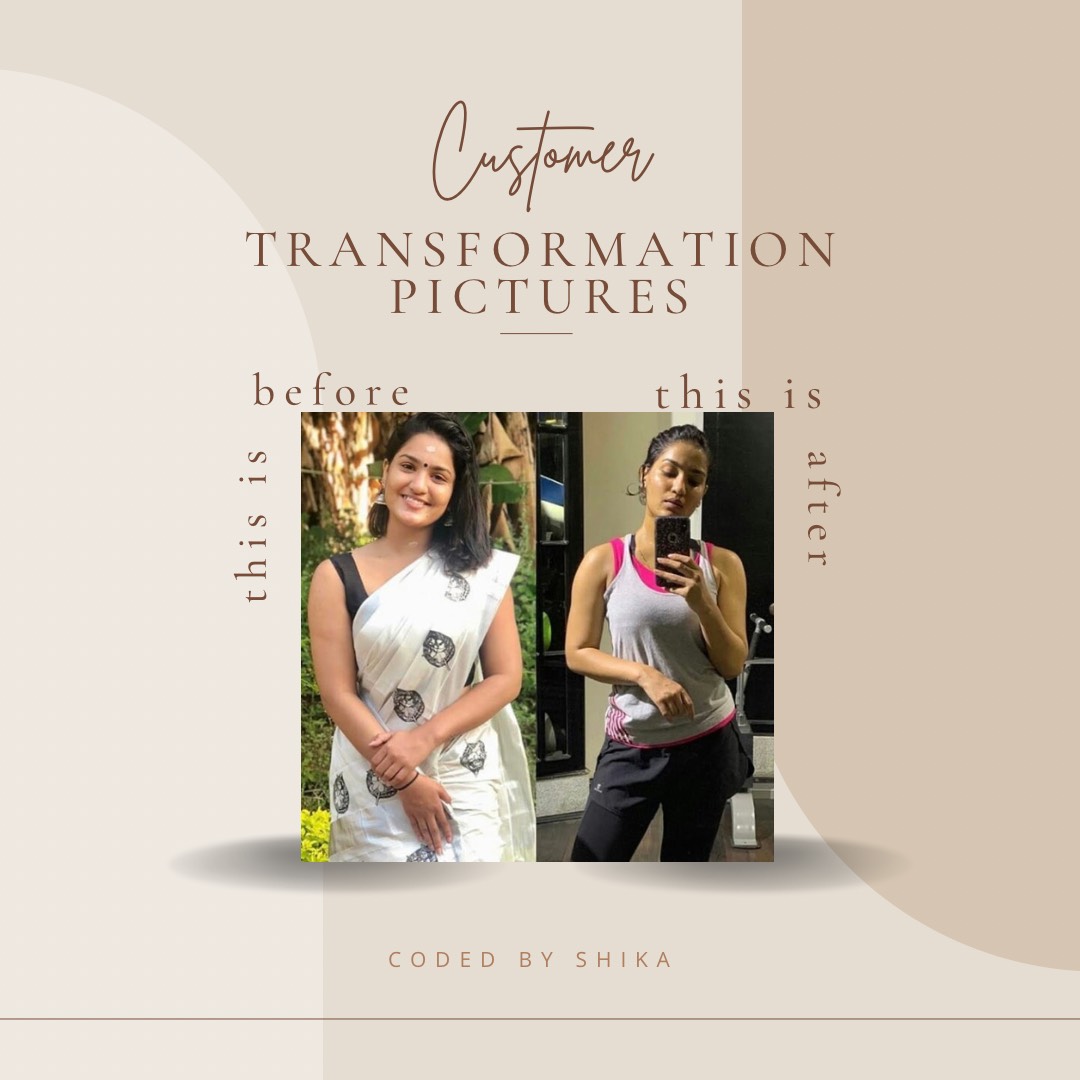 Customer
TRANSFORMATION
PICTURES
this is
before
this is
after
CODED BY SHIKA